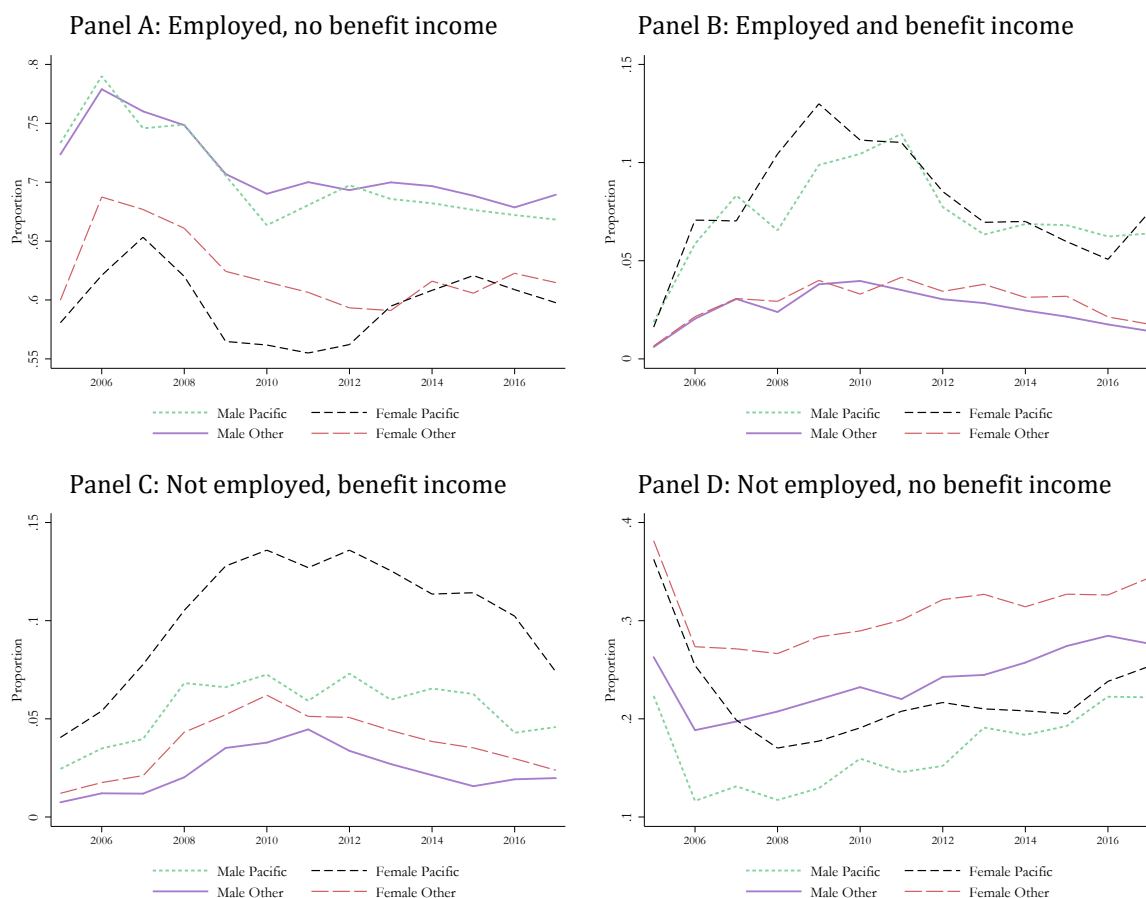 Panel A: Employed, no benefit income
Proportion
.8
.75
.7
.65
.6
.55
2006 2008 2010 2012 2014 2016
Male Pacific Female Pacific
Male Other Female Other
Panel B: Employed and benefit income
Proportion
.15
.1
.05
0
2006 2008 2010 2012 2014 2016
Male Pacific Female Pacific
Male Other Female Other
Panel C: Not employed, benefit income
Proportion
.15
.1
.05
0
2006 2008 2010 2012 2014 2016
Male Pacific Female Pacific
Male Other Female Other
Panel D: Not employed, no benefit income
Proportion
.4
.3
.2
.1
2006 2008 2010 2012 2014 2016
Male Pacific Female Pacific
Male Other Female Other